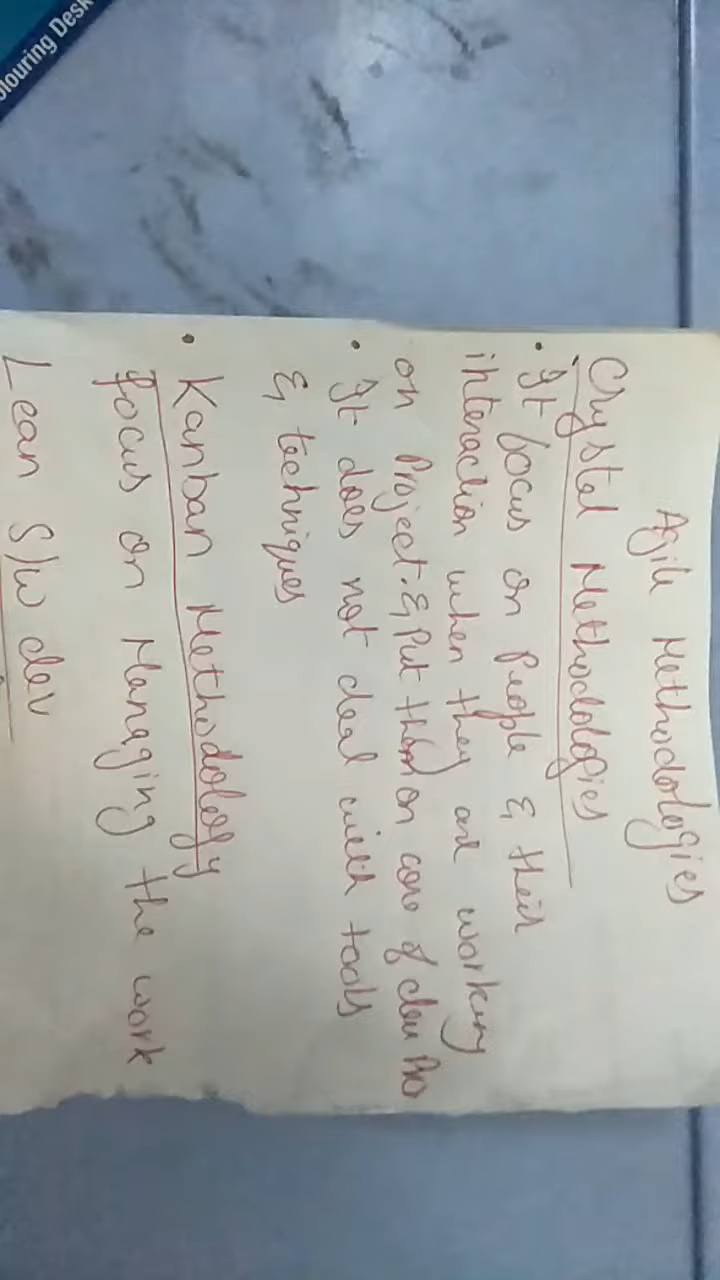 Agile Methodologies
Crystal Methodologies
• It focus on People & their
interaction when they are working
on Project. & Put them on core of dev Pro
• It does not deal with tools
& techniques
• Kanban Methodology
focus on Managing the work
Lean S/w dev
olouring Desk